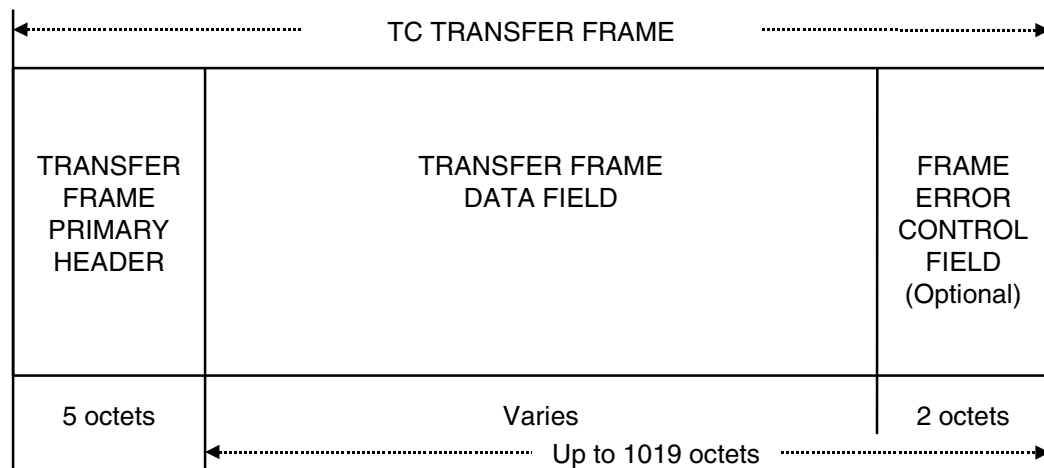 TC TRANSFER FRAME
TRANSFER
FRAME
PRIMARY
HEADER
TRANSFER FRAME
DATA FIELD
FRAME
ERROR
CONTROL
FIELD
(Optional)
5 octets
Varies
2 octets
Up to 1019 octets